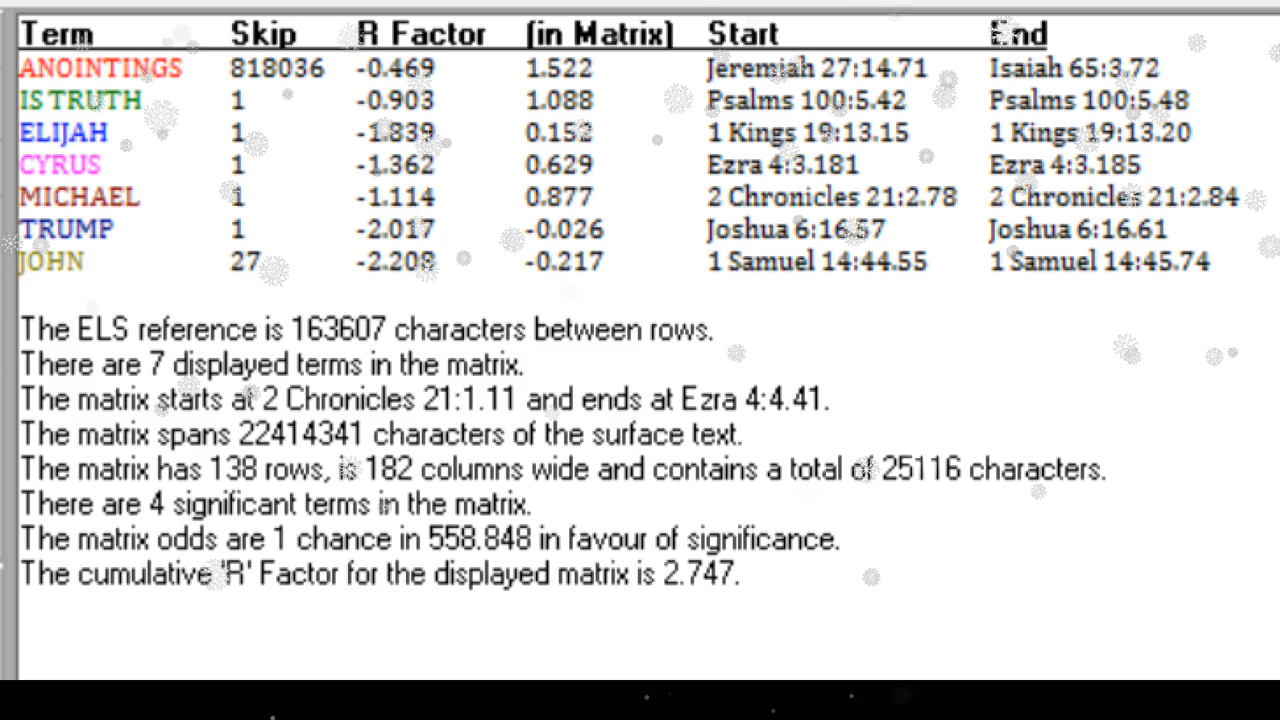 Term Skip R Factor (in Matrix) Start End
ANOINTINGS 818036 -0.469 1.522 Jeremiah 27:14.71 Isaiah 65:3.72
IS TRUTH 1 -0.903 1.088 Psalms 100:5.42 Psalms 100:5.48
ELIJAH 1 -1.839 0.152 1 Kings 19:13.15 1 Kings 19:13.20
CYRUS 1 -1.362 0.629 Ezra 4:3.181 Ezra 4:3.185
MICHAEL 1 -1.114 0.877 2 Chronicles 21:2.78 2 Chronicles 21:2.84
TRUMP 1 -2.017 -0.026 Joshua 6:16.57 Joshua 6:16.61
JOHN 27 -2.208 -0.217 1 Samuel 14:44.55 1 Samuel 14:45.74
The ELS reference is 163607 characters between rows.
There are 7 displayed terms in the matrix.
The matrix starts at 2 Chronicles 21:1.11 and ends at Ezra 4:4.41.
The matrix spans 22414341 characters of the surface text.
The matrix has 138 rows, is 182 columns wide and contains a total of 25116 characters.
There are 4 significant terms in the matrix.
The matrix odds are 1 chance in 558.848 in favour of significance.
The cumulative 'R' Factor for the displayed matrix is 2.747.